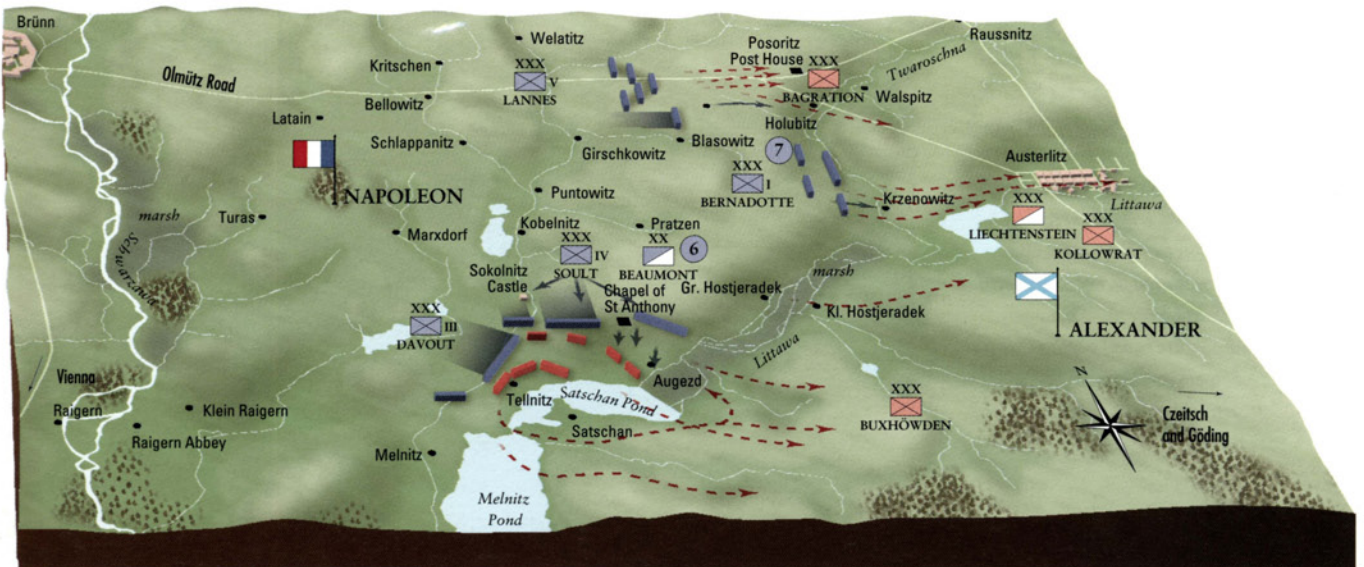 Brünn
Olmütz Road
Welatitz
Kritschen
XXX
V
LANNES
Bellowitz
Latain
Schlappanitz
Posoritz
Post House
XXX
BAGRATION
Twaroschna
Raussnitz
Walspitz
Holubitz
Girschkowitz
Blasowitz
7
XXX
I
BERNADOTTE
Austerlitz
Littawa
NAPOLEON
Puntowitz
Krzenowitz
XXX
LIECHTENSTEIN
XXX
KOLLOWRAT
marsh
Schwarzawa
Turas
Marxdorf
Kobelnitz
Pratzen
XXX
IV
SOULT
XX
BEAUMONT
6
Sokolnitz
Castle
Chapel of
St Anthony
Gr. Hostjeradek
marsh
Kl. Hostjeradek
ALEXANDER
XXX
III
DAVOUT
Littawa
Vienna
Raigern
Klein Raigern
Raigern Abbey
Tellnitz
Satschan Pond
Augezd
Satschan
XXX
BUXHÖWDEN
N
Czeitsch
and Göding
Melnitz
Melnitz
Pond